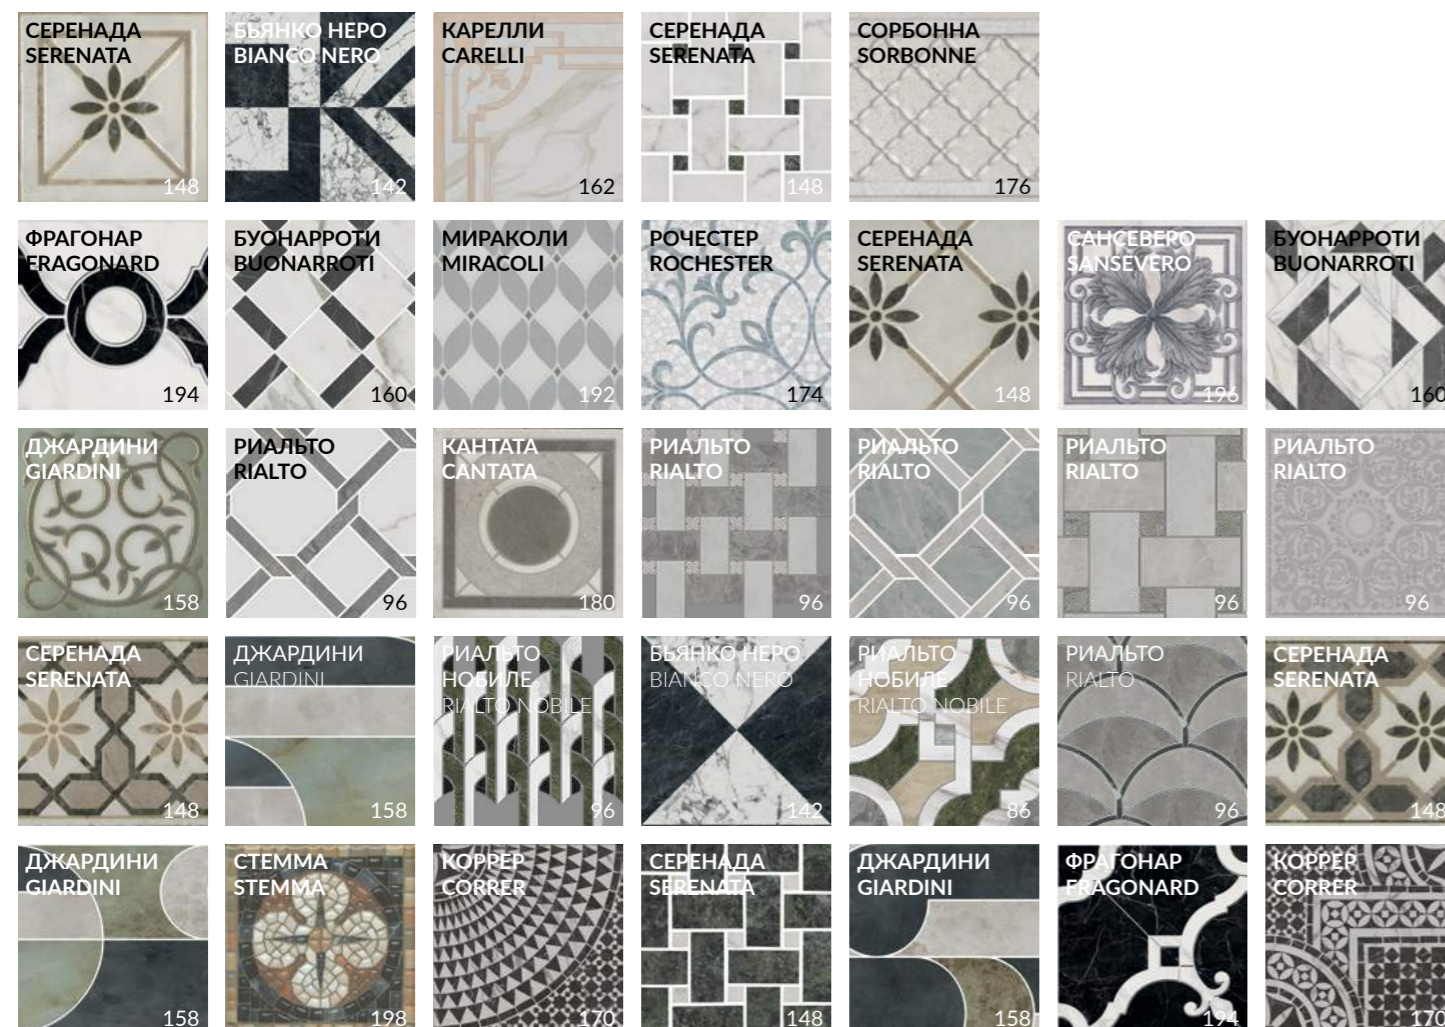 СЕРЕНАДА
SERENATA
148
БЬЯНКО НЕРО
BIANCO NERO
142
КАРЕЛЛИ
CARELLI
162
СЕРЕНАДА
SERENATA
148
СОРБОННА
SORBONNE
176
ФРАГОНАР
FRAGONARD
194
БУОНАРРОТИ
BUONARROTI
160
МИРАКОЛИ
MIRACOLI
192
РОЧЕСТЕР
ROCHESTER
174
СЕРЕНАДА
SERENATA
148
САНСЕВЕРО
SANSEVERO
196
БУОНАРРОТИ
BUONARROTI
160
ДЖАРДИНИ
GIARDINI
158
РИАЛЬТО
RIALTO
96
КАНТАТА
CANTATA
180
РИАЛЬТО
RIALTO
96
РИАЛЬТО
RIALTO
96
РИАЛЬТО
RIALTO
96
РИАЛЬТО
RIALTO
96
СЕРЕНАДА
SERENATA
148
ДЖАРДИНИ
GIARDINI
158
РИАЛЬТО
НОБИЛЕ
RIALTO NOBILE
96
БЬЯНКО НЕРО
BIANCO NERO
142
РИАЛЬТО
НОБИЛЕ
RIALTO NOBILE
86
РИАЛЬТО
RIALTO
96
СЕРЕНАДА
SERENATA
148
ДЖАРДИНИ
GIARDINI
158
СТЕММА
STEMMA
198
КОРРЕР
CORRER
170
СЕРЕНАДА
SERENATA
148
ДЖАРДИНИ
GIARDINI
158
ФРАГОНАР
FRAGONARD
194
КОРРЕР
CORRER
170